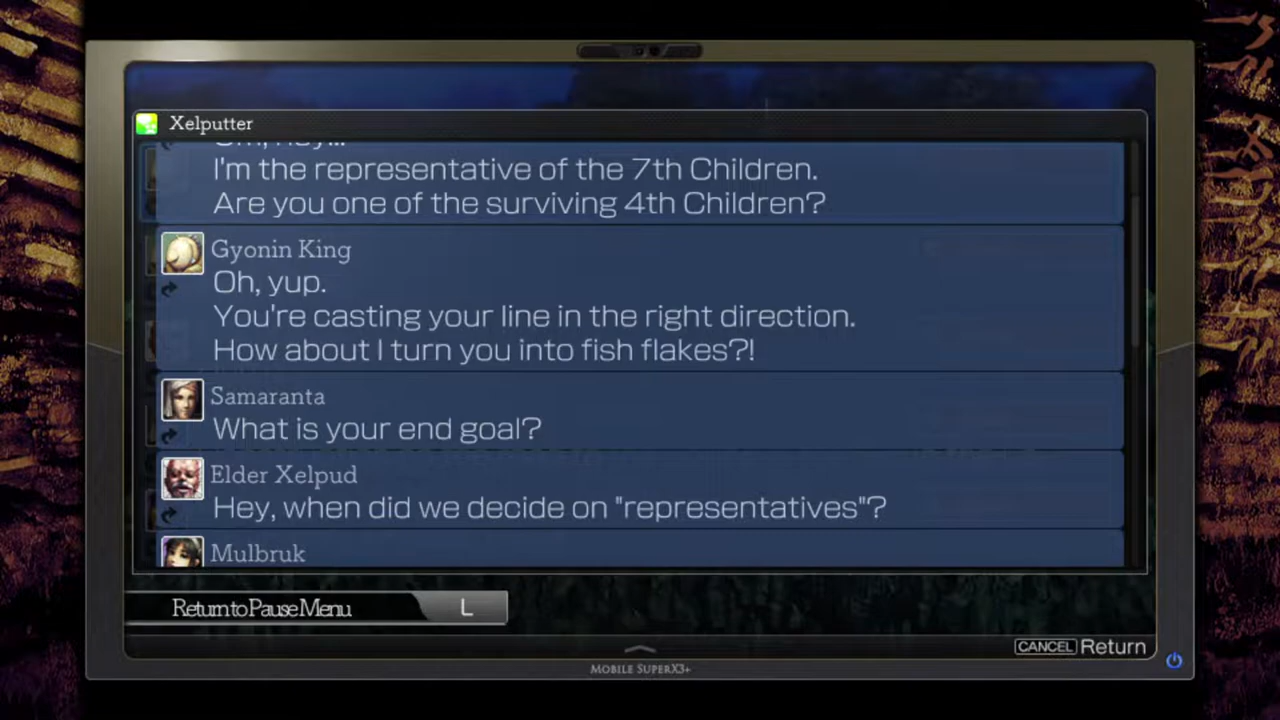 Xelputter
I'm the representative of the 7th Children.
Are you one of the surviving 4th Children?
Gyonin King
Oh, yup.
You're casting your line in the right direction.
How about I turn you into fish flakes?!
Samaranta
What is your end goal?
Elder Xelpud
Hey, when did we decide on "representatives"?
Mulbruk
Return to Pause Menu L
CANCEL Return
MOBILE SUPERX3+